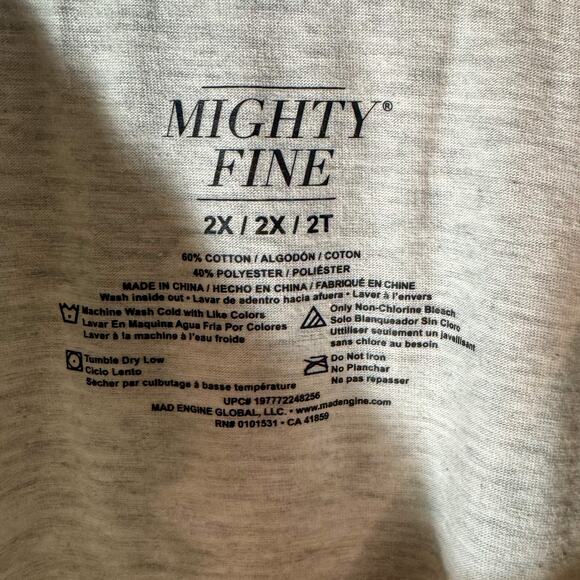 MIGHTY®
FINE
2X / 2X / 2T
60% COTTON / ALGODÓN / COTON
40% POLYESTER / POLIÉSTER
MADE IN CHINA / HECHO EN CHINA / FABRIQUÉ EN CHINE
Wash inside out • Lavar de adentro hacia afuera • Laver à l'envers
Machine Wash Cold with Like Colors
Lavar En Maquina Agua Fria Por Colores
Laver à la machine à l'eau froide
Only Non-Chlorine Bleach
Solo Blanqueador Sin Cloro
Utiliser seulement un javellisant
sans chlore au besoin
Tumble Dry Low
Ciclo Lento
Sècher par culbutage à basse température
Do Not Iron
No Planchar
Ne pas repasser
UPC# 197772248256
MAD ENGINE GLOBAL, LLC. • www.madengine.com
RN# 0101531 • CA 41859